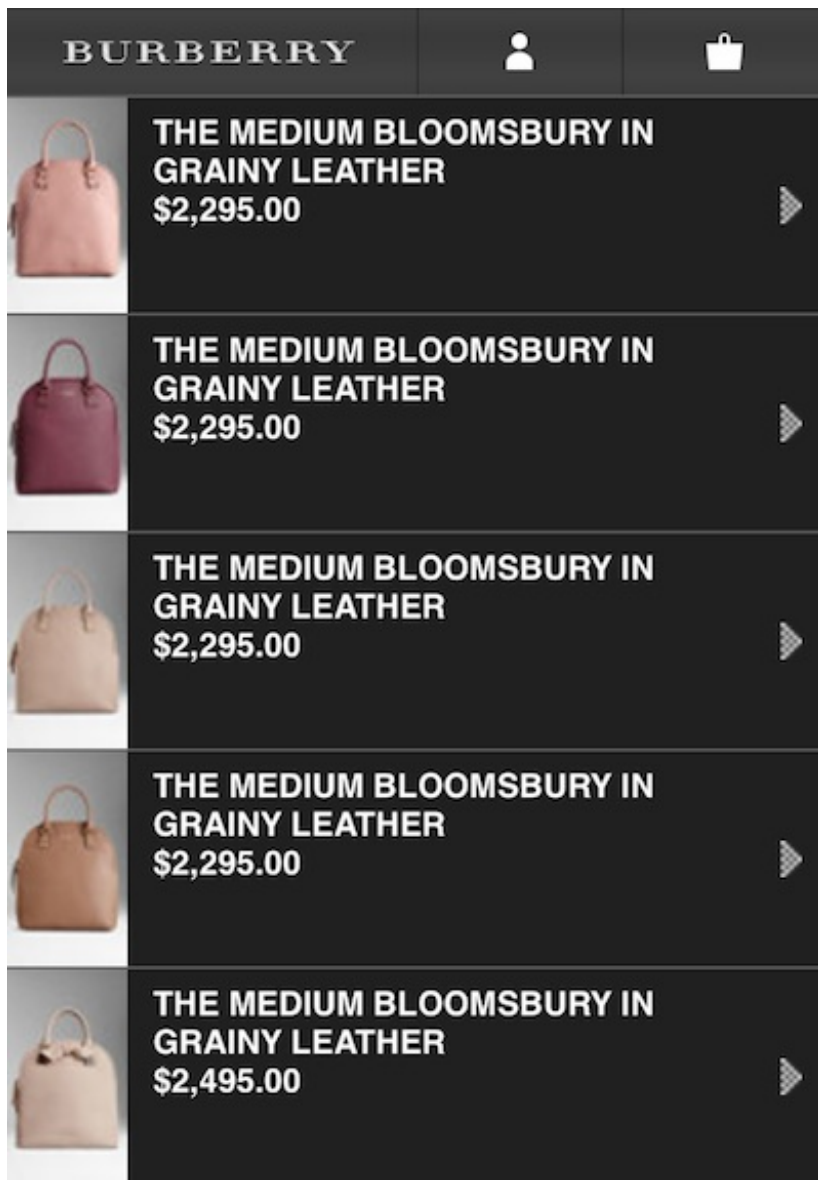 BURBERRY
THE MEDIUM BLOOMSBURY IN
GRAINY LEATHER
$2,295.00
THE MEDIUM BLOOMSBURY IN
GRAINY LEATHER
$2,295.00
THE MEDIUM BLOOMSBURY IN
GRAINY LEATHER
$2,295.00
THE MEDIUM BLOOMSBURY IN
GRAINY LEATHER
$2,295.00
THE MEDIUM BLOOMSBURY IN
GRAINY LEATHER
$2,495.00